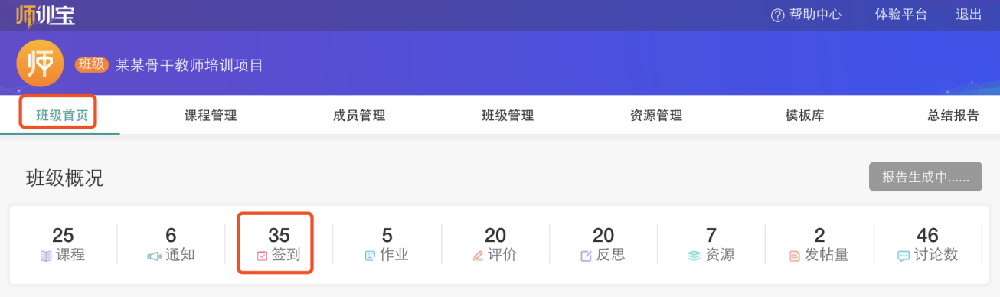 师训宝
帮助中心 体验平台 退出
师 班级 某某骨干教师培训项目
班级首页 课程管理 成员管理 班级管理 资源管理 模板库 总结报告
班级概况
报告生成中......
25 6 35 5 20 20 7 2 46
课程 通知 签到 作业 评价 反思 资源 发帖量 讨论数